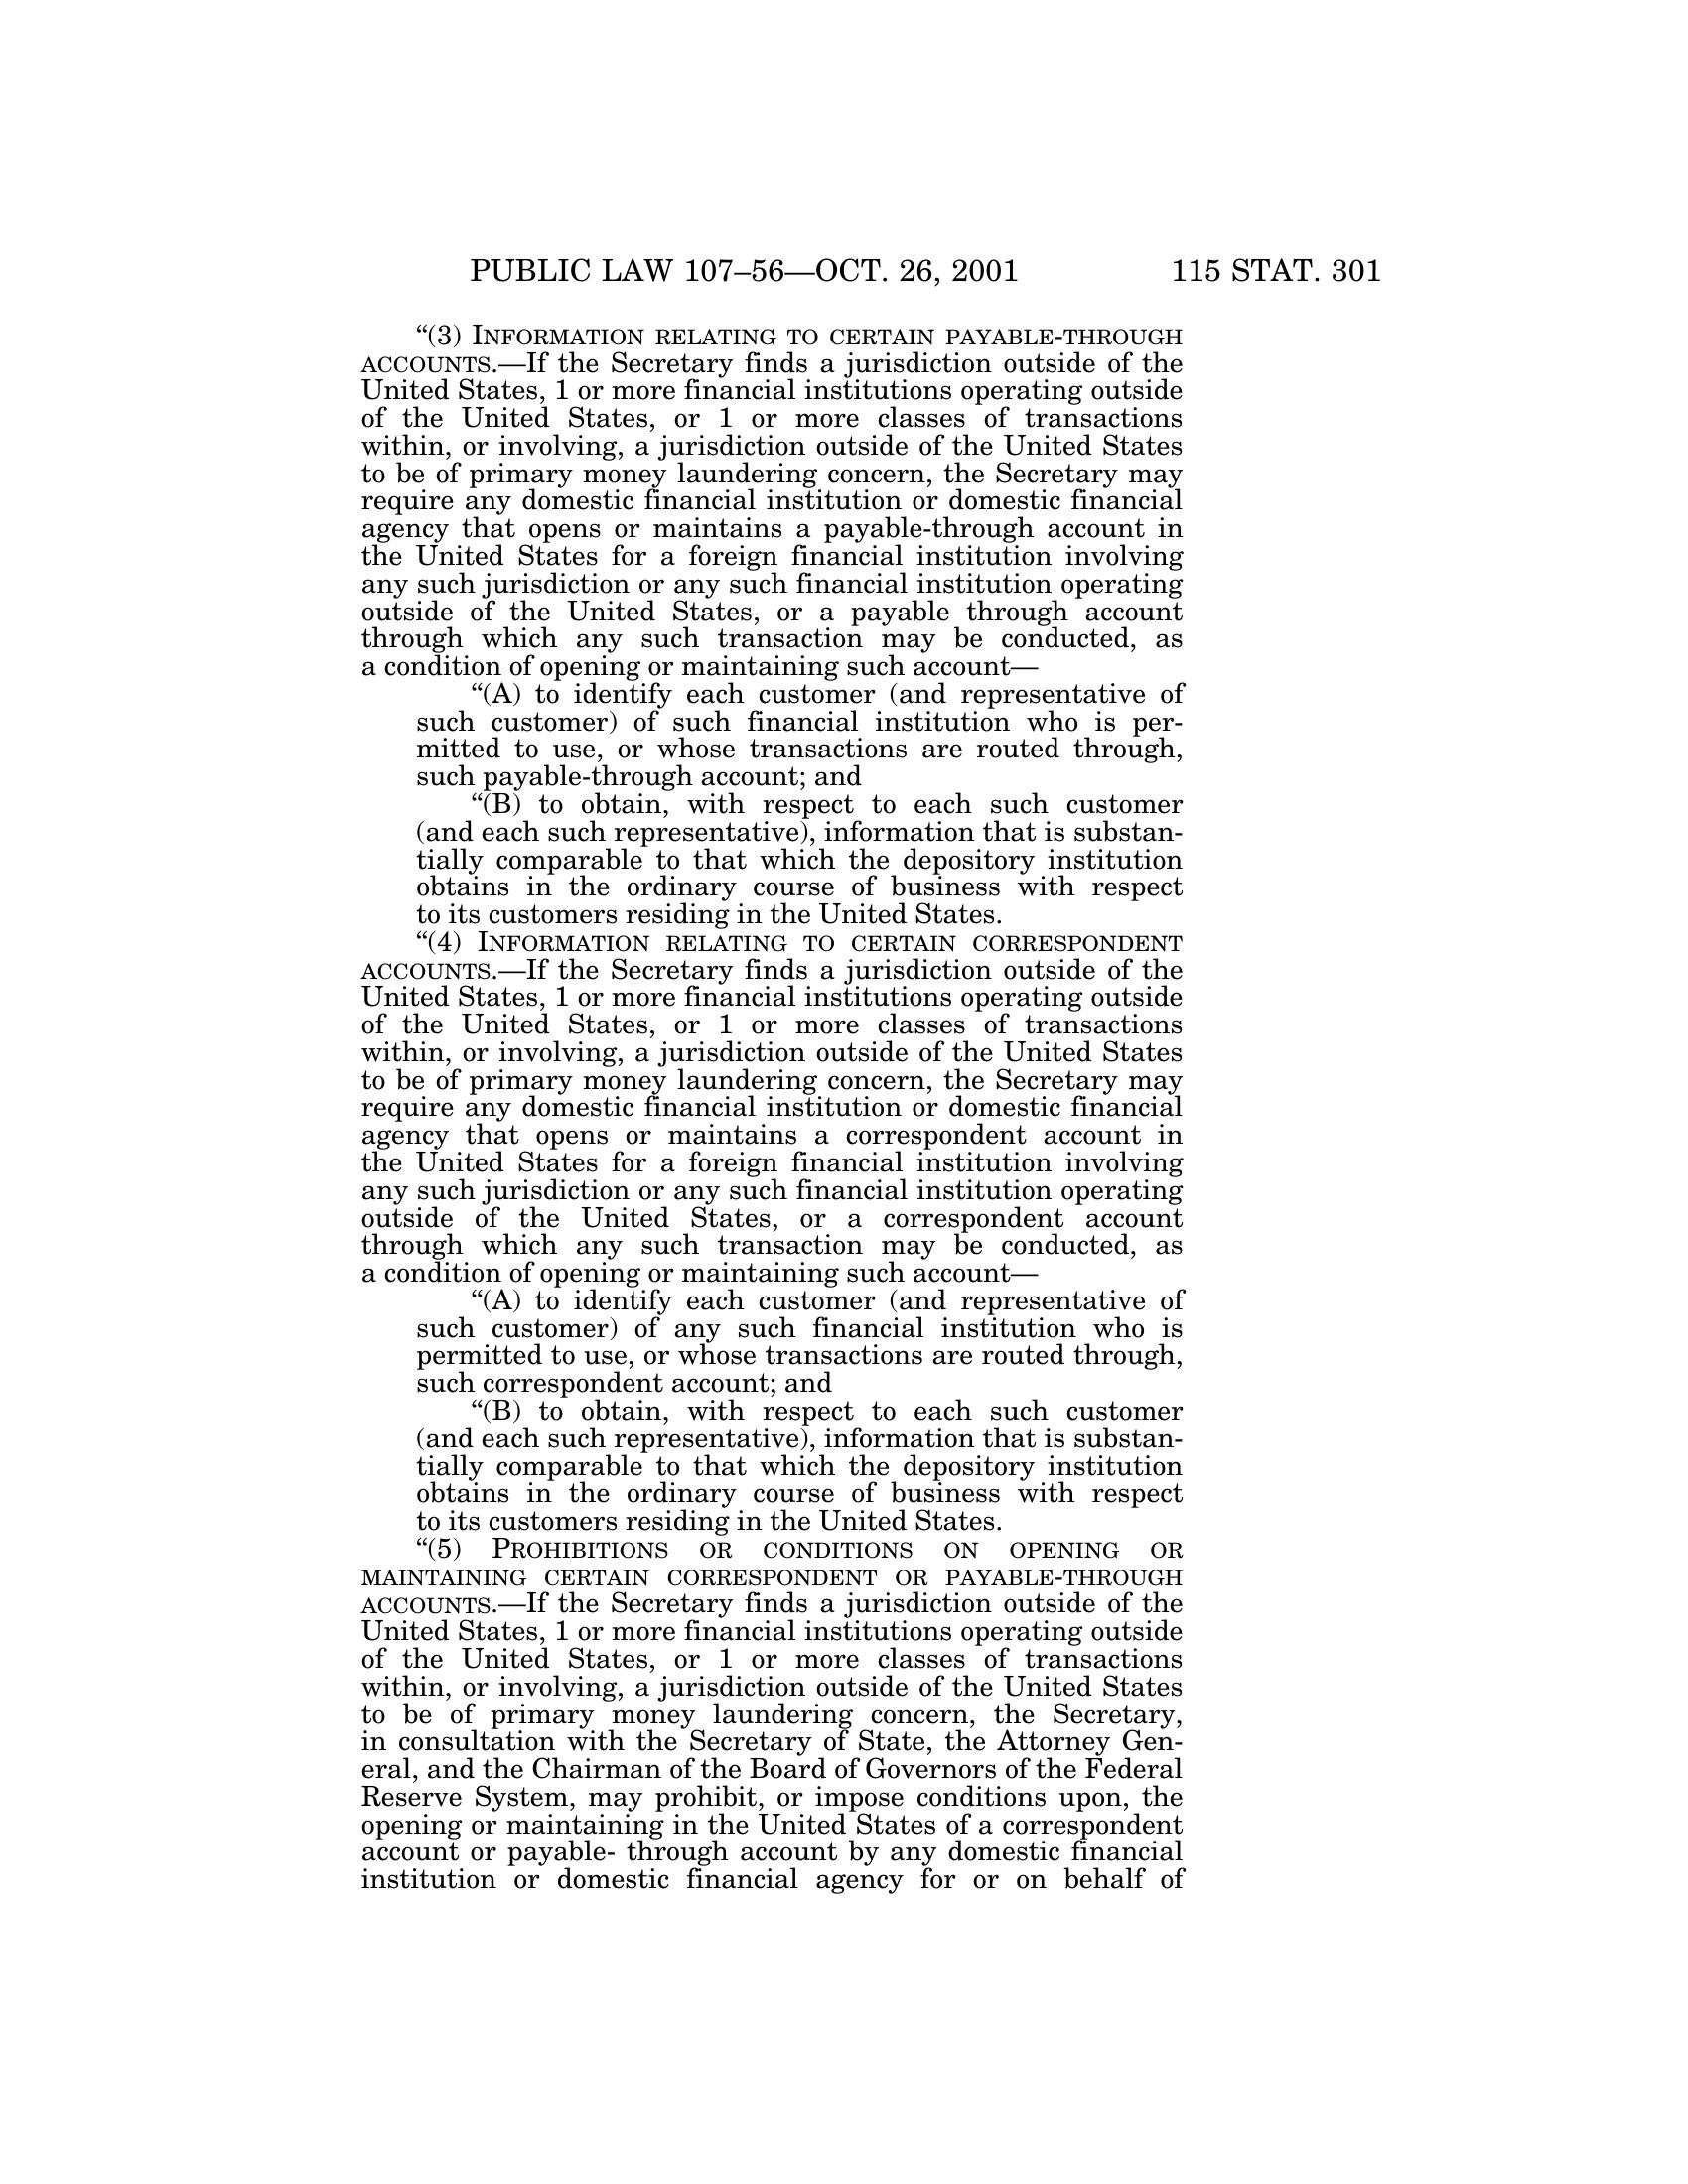 PUBLIC LAW 107–56—OCT. 26, 2001 115 STAT. 301
“(3) INFORMATION RELATING TO CERTAIN PAYABLE-THROUGH
ACCOUNTS.—If the Secretary finds a jurisdiction outside of the
United States, 1 or more financial institutions operating outside
of the United States, or 1 or more classes of transactions
within, or involving, a jurisdiction outside of the United States
to be of primary money laundering concern, the Secretary may
require any domestic financial institution or domestic financial
agency that opens or maintains a payable-through account in
the United States for a foreign financial institution involving
any such jurisdiction or any such financial institution operating
outside of the United States, or a payable through account
through which any such transaction may be conducted, as
a condition of opening or maintaining such account—
“(A) to identify each customer (and representative of
such customer) of such financial institution who is per-
mitted to use, or whose transactions are routed through,
such payable-through account; and
“(B) to obtain, with respect to each such customer
(and each such representative), information that is substan-
tially comparable to that which the depository institution
obtains in the ordinary course of business with respect
to its customers residing in the United States.
“(4) INFORMATION RELATING TO CERTAIN CORRESPONDENT
ACCOUNTS.—If the Secretary finds a jurisdiction outside of the
United States, 1 or more financial institutions operating outside
of the United States, or 1 or more classes of transactions
within, or involving, a jurisdiction outside of the United States
to be of primary money laundering concern, the Secretary may
require any domestic financial institution or domestic financial
agency that opens or maintains a correspondent account in
the United States for a foreign financial institution involving
any such jurisdiction or any such financial institution operating
outside of the United States, or a correspondent account
through which any such transaction may be conducted, as
a condition of opening or maintaining such account—
“(A) to identify each customer (and representative of
such customer) of any such financial institution who is
permitted to use, or whose transactions are routed through,
such correspondent account; and
“(B) to obtain, with respect to each such customer
(and each such representative), information that is substan-
tially comparable to that which the depository institution
obtains in the ordinary course of business with respect
to its customers residing in the United States.
“(5) PROHIBITIONS OR CONDITIONS ON OPENING OR
MAINTAINING CERTAIN CORRESPONDENT OR PAYABLE-THROUGH
ACCOUNTS.—If the Secretary finds a jurisdiction outside of the
United States, 1 or more financial institutions operating outside
of the United States, or 1 or more classes of transactions
within, or involving, a jurisdiction outside of the United States
to be of primary money laundering concern, the Secretary,
in consultation with the Secretary of State, the Attorney Gen-
eral, and the Chairman of the Board of Governors of the Federal
Reserve System, may prohibit, or impose conditions upon, the
opening or maintaining in the United States of a correspondent
account or payable- through account by any domestic financial
institution or domestic financial agency for or on behalf of